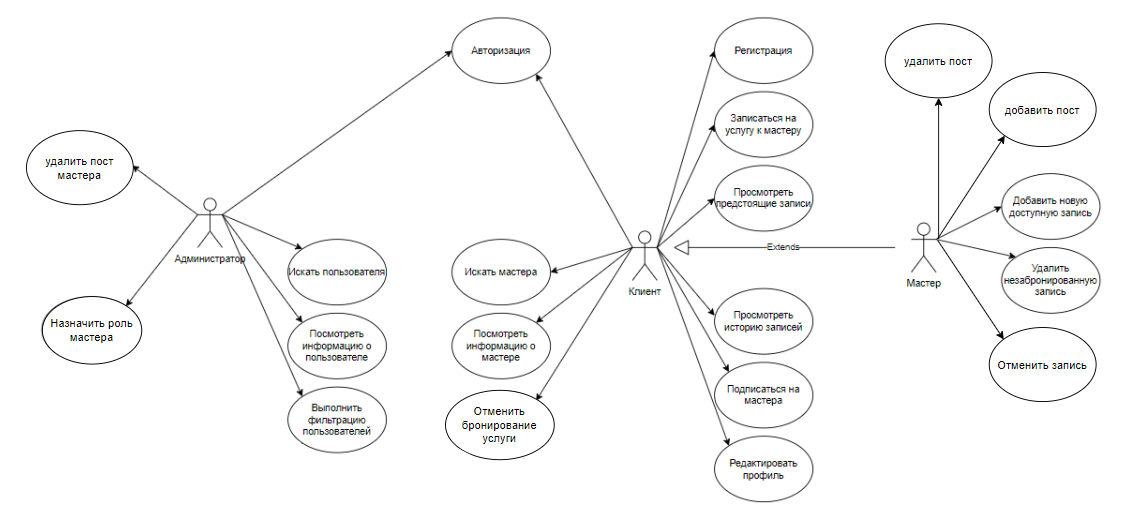 Авторизация
Регистрация
удалить пост
добавить пост
Записаться на
услугу к мастеру
удалить пост
мастера
Просмотреть
предстоящие записи
Добавить новую
доступную запись
Администратор
Extends
Искать пользователя
Искать мастера
Клиент
Мастер
Удалить
незабронированную
запись
Назначить роль
мастера
Посмотреть
информацию о
пользователе
Посмотреть
информацию о
мастере
Просмотреть
историю записей
Отменить запись
Выполнить
фильтрацию
пользователей
Отменить
бронирование
услуги
Подписаться на
мастера
Редактировать
профиль